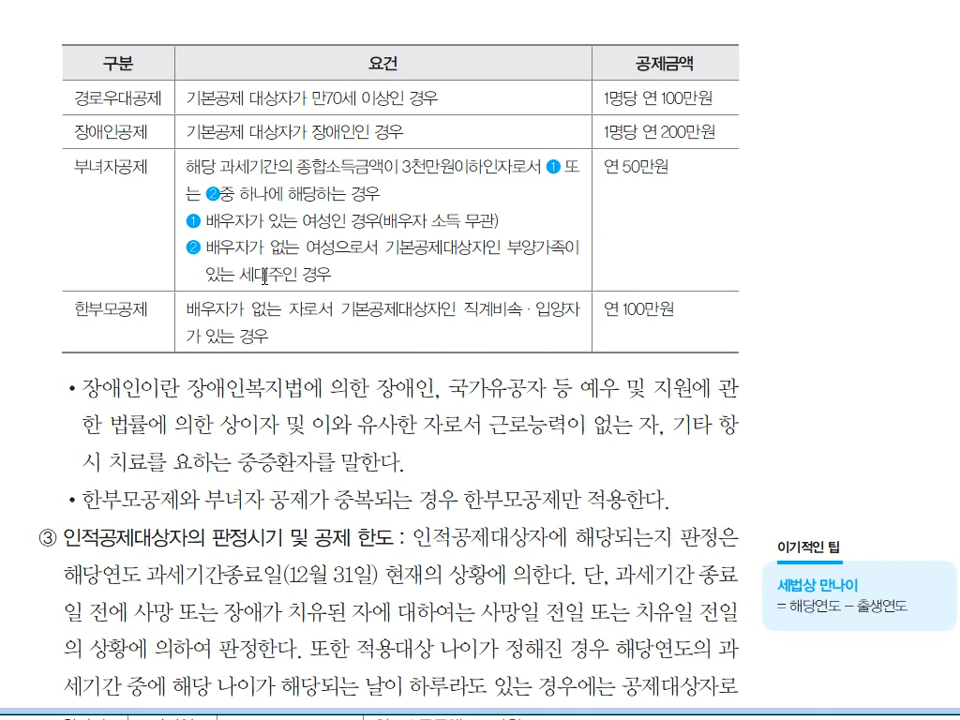 구분 요건 공제금액
경로우대공제 기본공제 대상자가 만70세 이상인 경우 1명당 연 100만원
장애인공제 기본공제 대상자가 장애인인 경우 1명당 연 200만원
부녀자공제 해당 과세기간의 종합소득금액이 3천만원이하인자로서 ❶ 또 연 50만원
는 ❷중 하나에 해당하는 경우
❶ 배우자가 있는 여성인 경우(배우자 소득 무관)
❷ 배우자가 없는 여성으로서 기본공제대상자인 부양가족이
있는 세대주인 경우
한부모공제 배우자가 없는 자로서 기본공제대상자인 직계비속·입양자 연 100만원
가 있는 경우
• 장애인이란 장애인복지법에 의한 장애인, 국가유공자 등 예우 및 지원에 관
한 법률에 의한 상이자 및 이와 유사한 자로서 근로능력이 없는 자, 기타 항
시 치료를 요하는 중증환자를 말한다.
• 한부모공제와 부녀자 공제가 중복되는 경우 한부모공제만 적용한다.
③ 인적공제대상자의 판정시기 및 공제 한도 : 인적공제대상자에 해당되는지 판정은
해당연도 과세기간종료일(12월 31일) 현재의 상황에 의한다. 단, 과세기간 종료
일 전에 사망 또는 장애가 치유된 자에 대하여는 사망일 전일 또는 치유일 전일
의 상황에 의하여 판정한다. 또한 적용대상 나이가 정해진 경우 해당연도의 과
세기간 중에 해당 나이가 해당되는 날이 하루라도 있는 경우에는 공제대상자로
이기적인 팁
세법상 만나이
= 해당연도 – 출생연도